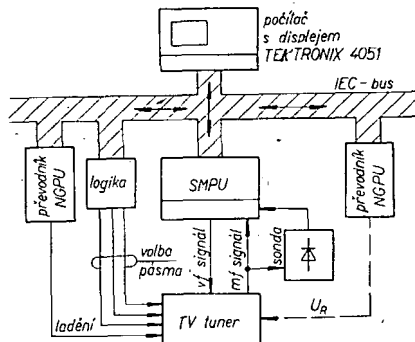 počítač
s displejem
TEKTRONIX 4051
IEC-bus
převodník
NGPU
logika
SMPU
převodník
NGPU
volba
pásma
vf signál
mf signál
sonda
ladění
TV tuner
U_R